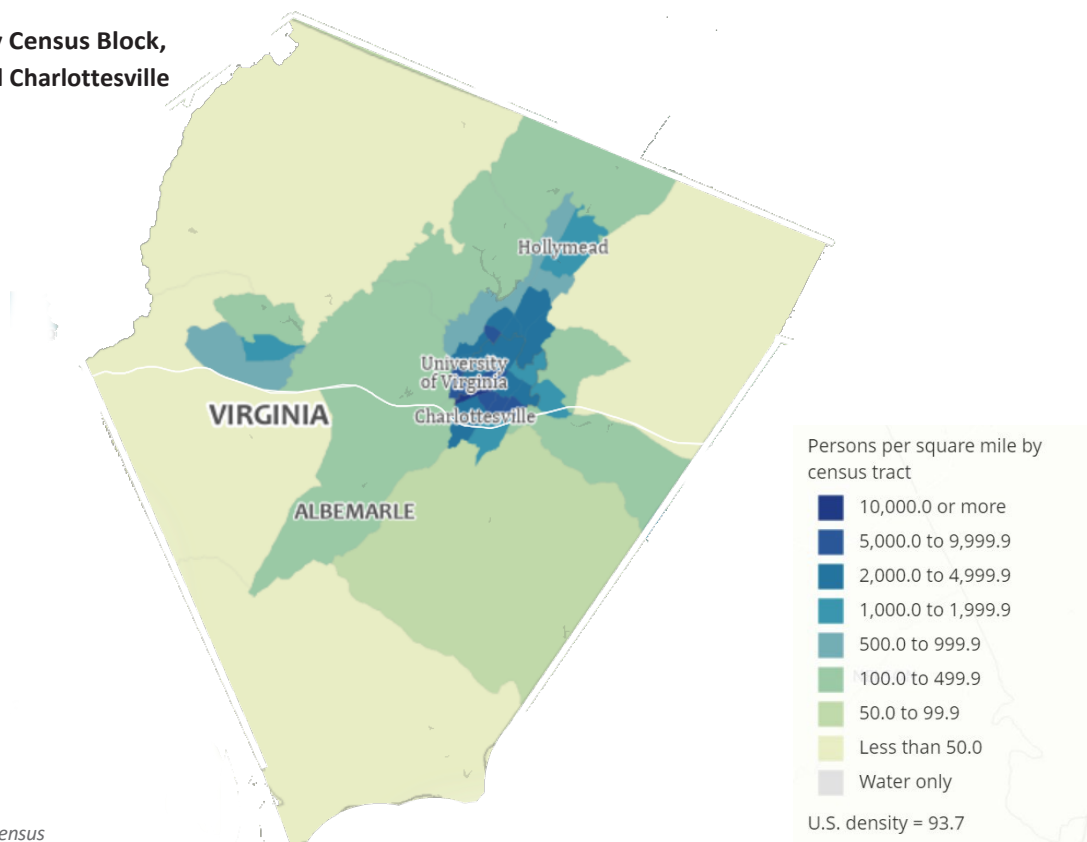 Census Block,
Charlottesville
Hollymead
University
of Virginia
Charlottesville
VIRGINIA
ALBEMARLE
Persons per square mile by
census tract
10,000.0 or more
5,000.0 to 9,999.9
2,000.0 to 4,999.9
1,000.0 to 1,999.9
500.0 to 999.9
100.0 to 499.9
50.0 to 99.9
Less than 50.0
Water only
U.S. density = 93.7
ensus